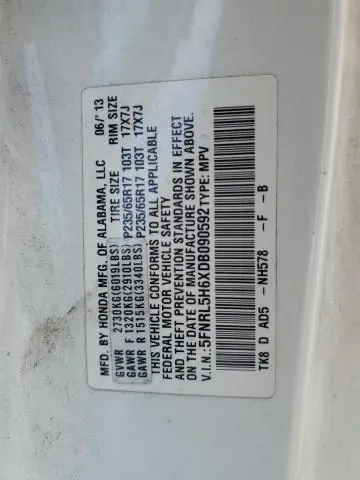 MFD. BY HONDA MFG. OF ALABAMA, LLC 06/'13
TIRE SIZE RIM SIZE
GVWR 2730KG(6019LBS)
GAWR F 1320KG(2910LBS) P235/65R17 103T 17X7J
GAWR R 1515KG(3340LBS) P235/65R17 103T 17X7J
THIS VEHICLE CONFORMS TO ALL APPLICABLE
FEDERAL MOTOR VEHICLE SAFETY
AND THEFT PREVENTION STANDARDS IN EFFECT
ON THE DATE OF MANUFACTURE SHOWN ABOVE.
V.I.N.: 5FNRL5H6XDB090592 TYPE: MPV
TK8 D AD5 -NH578 -F -B